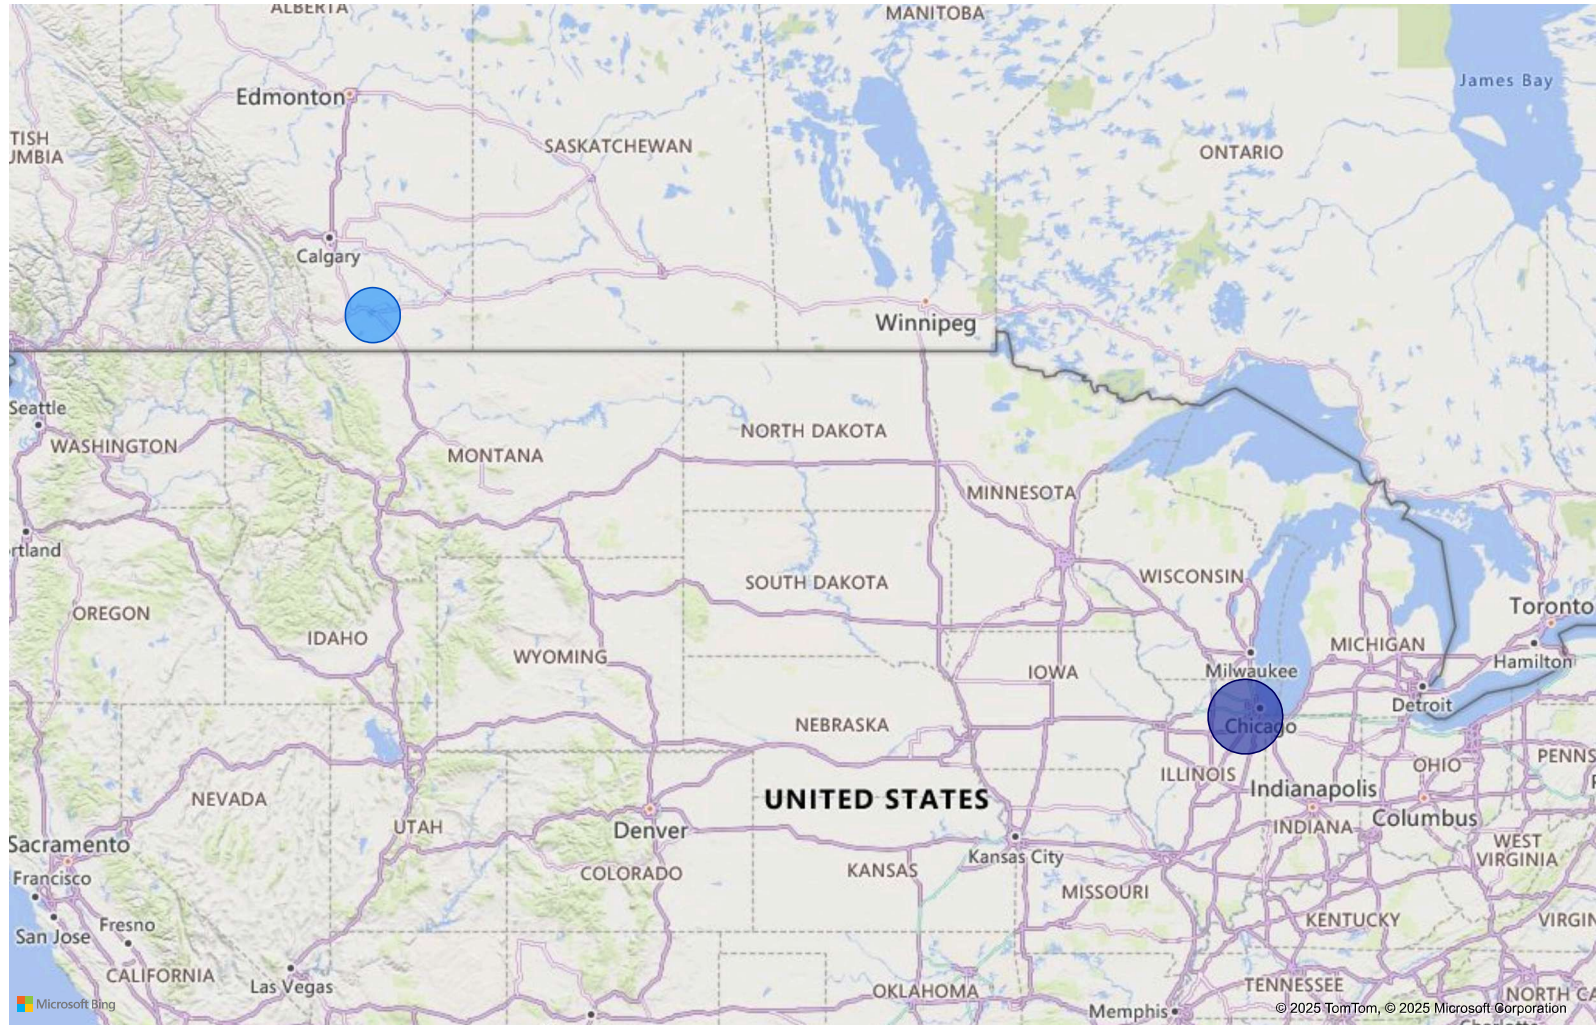 ALBERTA
MANITOBA
James Bay
Edmonton
TISH
UMBIA
SASKATCHEWAN
ONTARIO
Calgary
Winnipeg
Seattle
WASHINGTON
MONTANA
NORTH DAKOTA
MINNESOTA
rtland
SOUTH DAKOTA
WISCONSIN
OREGON
IDAHO
Toronto
WYOMING
IOWA
MICHIGAN
Hamilton
Milwaukee
Detroit
NEBRASKA
Chicago
PENNS
OHIO
ILLINOIS
Indianapolis
NEVADA
UNITED STATES
Columbus
UTAH
Denver
INDIANA
Sacramento
WEST
VIRGINIA
Kansas City
COLORADO
KANSAS
Francisco
MISSOURI
KENTUCKY
VIRGIN
Fresno
San Jose
CALIFORNIA
Las Vegas
OKLAHOMA
TENNESSEE
NORTH CA
Microsoft Bing
Memphis
© 2025 TomTom, © 2025 Microsoft Corporation